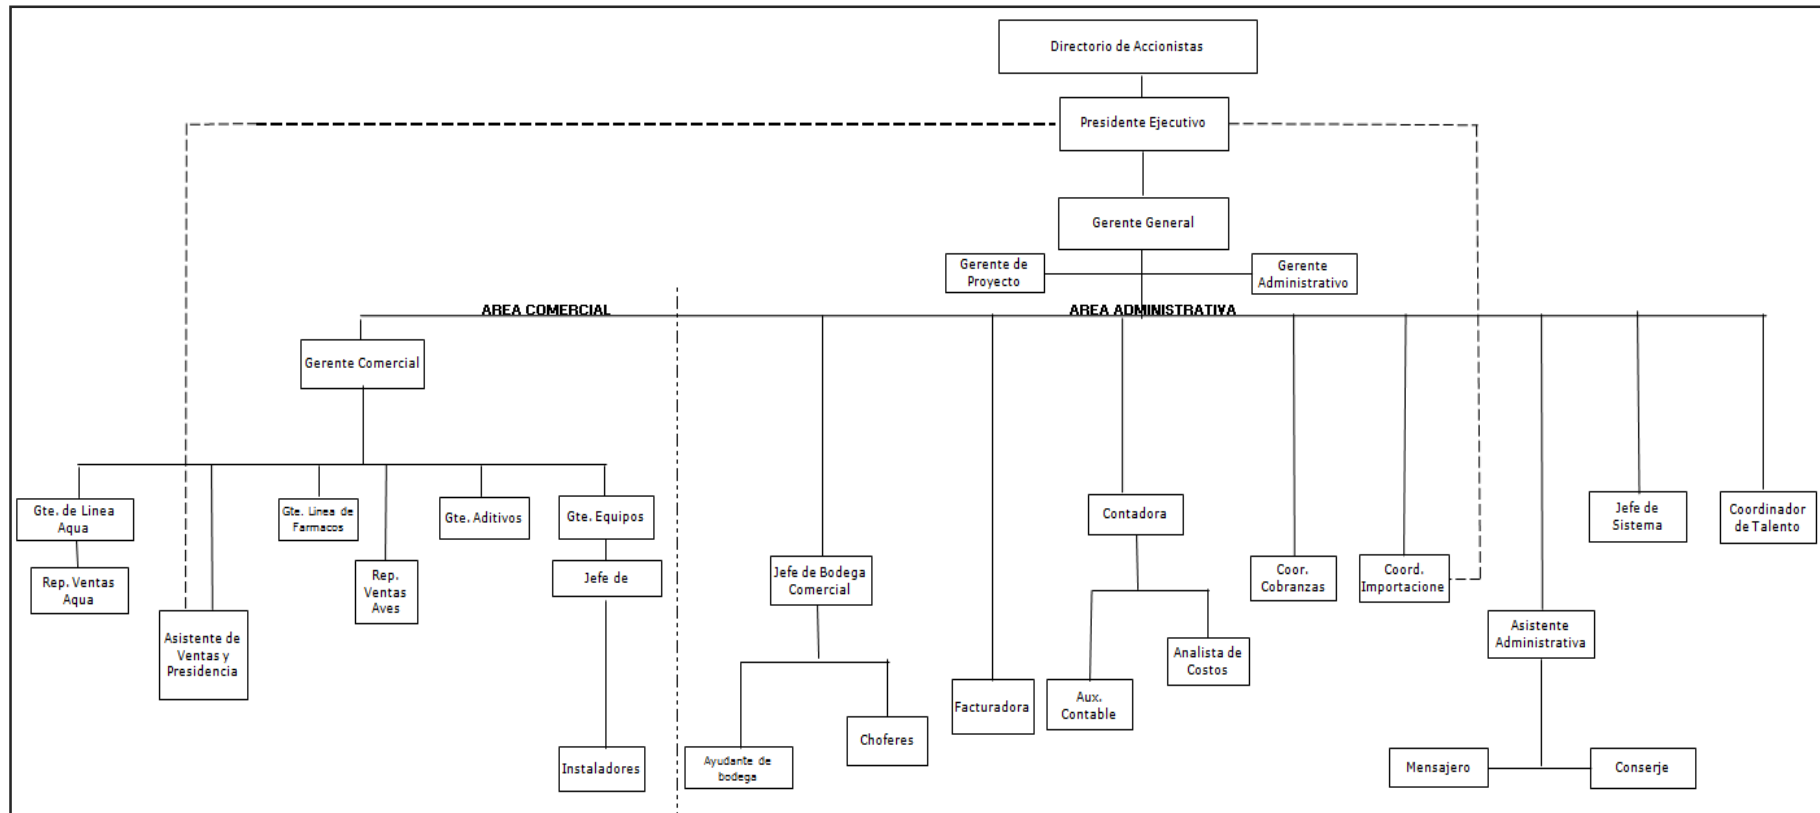 Directorio de Accionistas
Presidente Ejecutivo
Gerente General
Gerente de
Proyecto
Gerente
Administrativo
AREA COMERCIAL
AREA ADMINISTRATIVA
Gerente Comercial
Gte. de Linea
Aqua
Gte. Linea de
Farmacos
Gte. Aditivos
Gte. Equipos
Contadora
Jefe de
Sistema
Coordinador
de Talento
Rep. Ventas
Aqua
Rep.
Ventas
Aves
Jefe de
Jefe de Bodega
Comercial
Coor.
Cobranzas
Coord.
Importacione
Asistente de
Ventas y
Presidencia
Asistente
Administrativa
Analista de
Costos
Facturadora
Aux.
Contable
Choferes
Instaladores
Ayudante de
bodega
Mensajero
Conserje